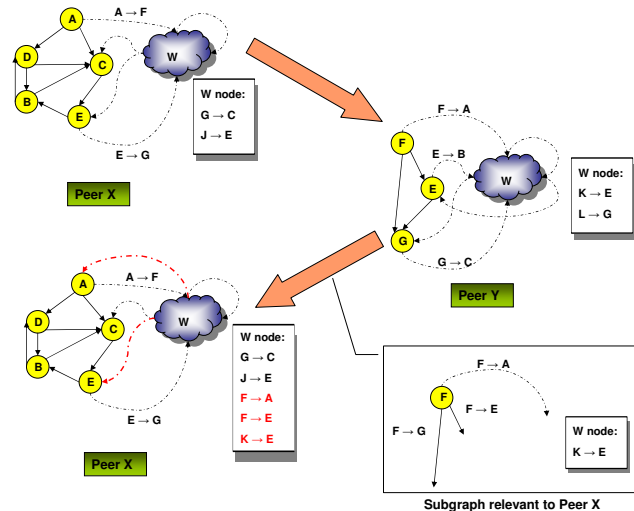 A
A → F
D
C
W
B
E
E → G
W node:
G → C
J → E
Peer X
F → A
F
E → B
E
W
G
G → C
W node:
K → E
L → G
Peer Y
A
A → F
D
C
W
B
E
E → G
W node:
G → C
J → E
F → A
F → E
K → E
Peer X
F → A
F
F → E
F → G
W node:
K → E
Subgraph relevant to Peer X